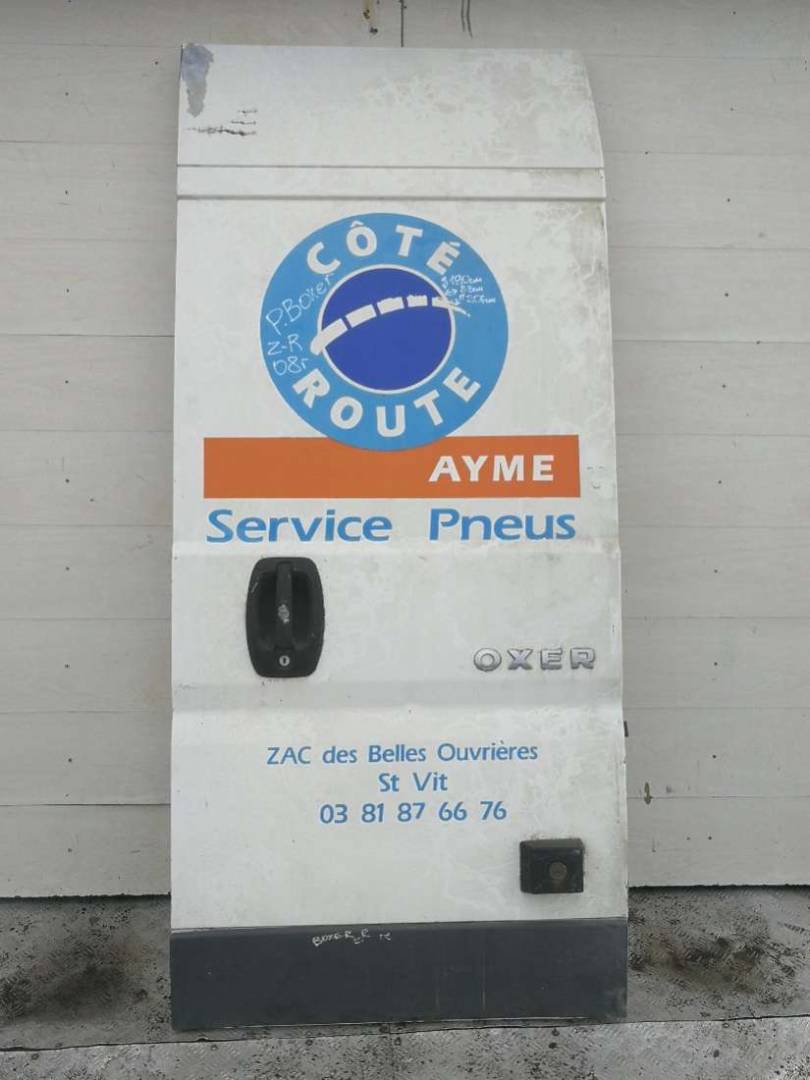 CÔTÉ
ROUTE
P.Boxer
Z-R
08r
AYME
Service Pneus
OXER
ZAC des Belles Ouvrières
St Vit
03 81 87 66 76
BOXER